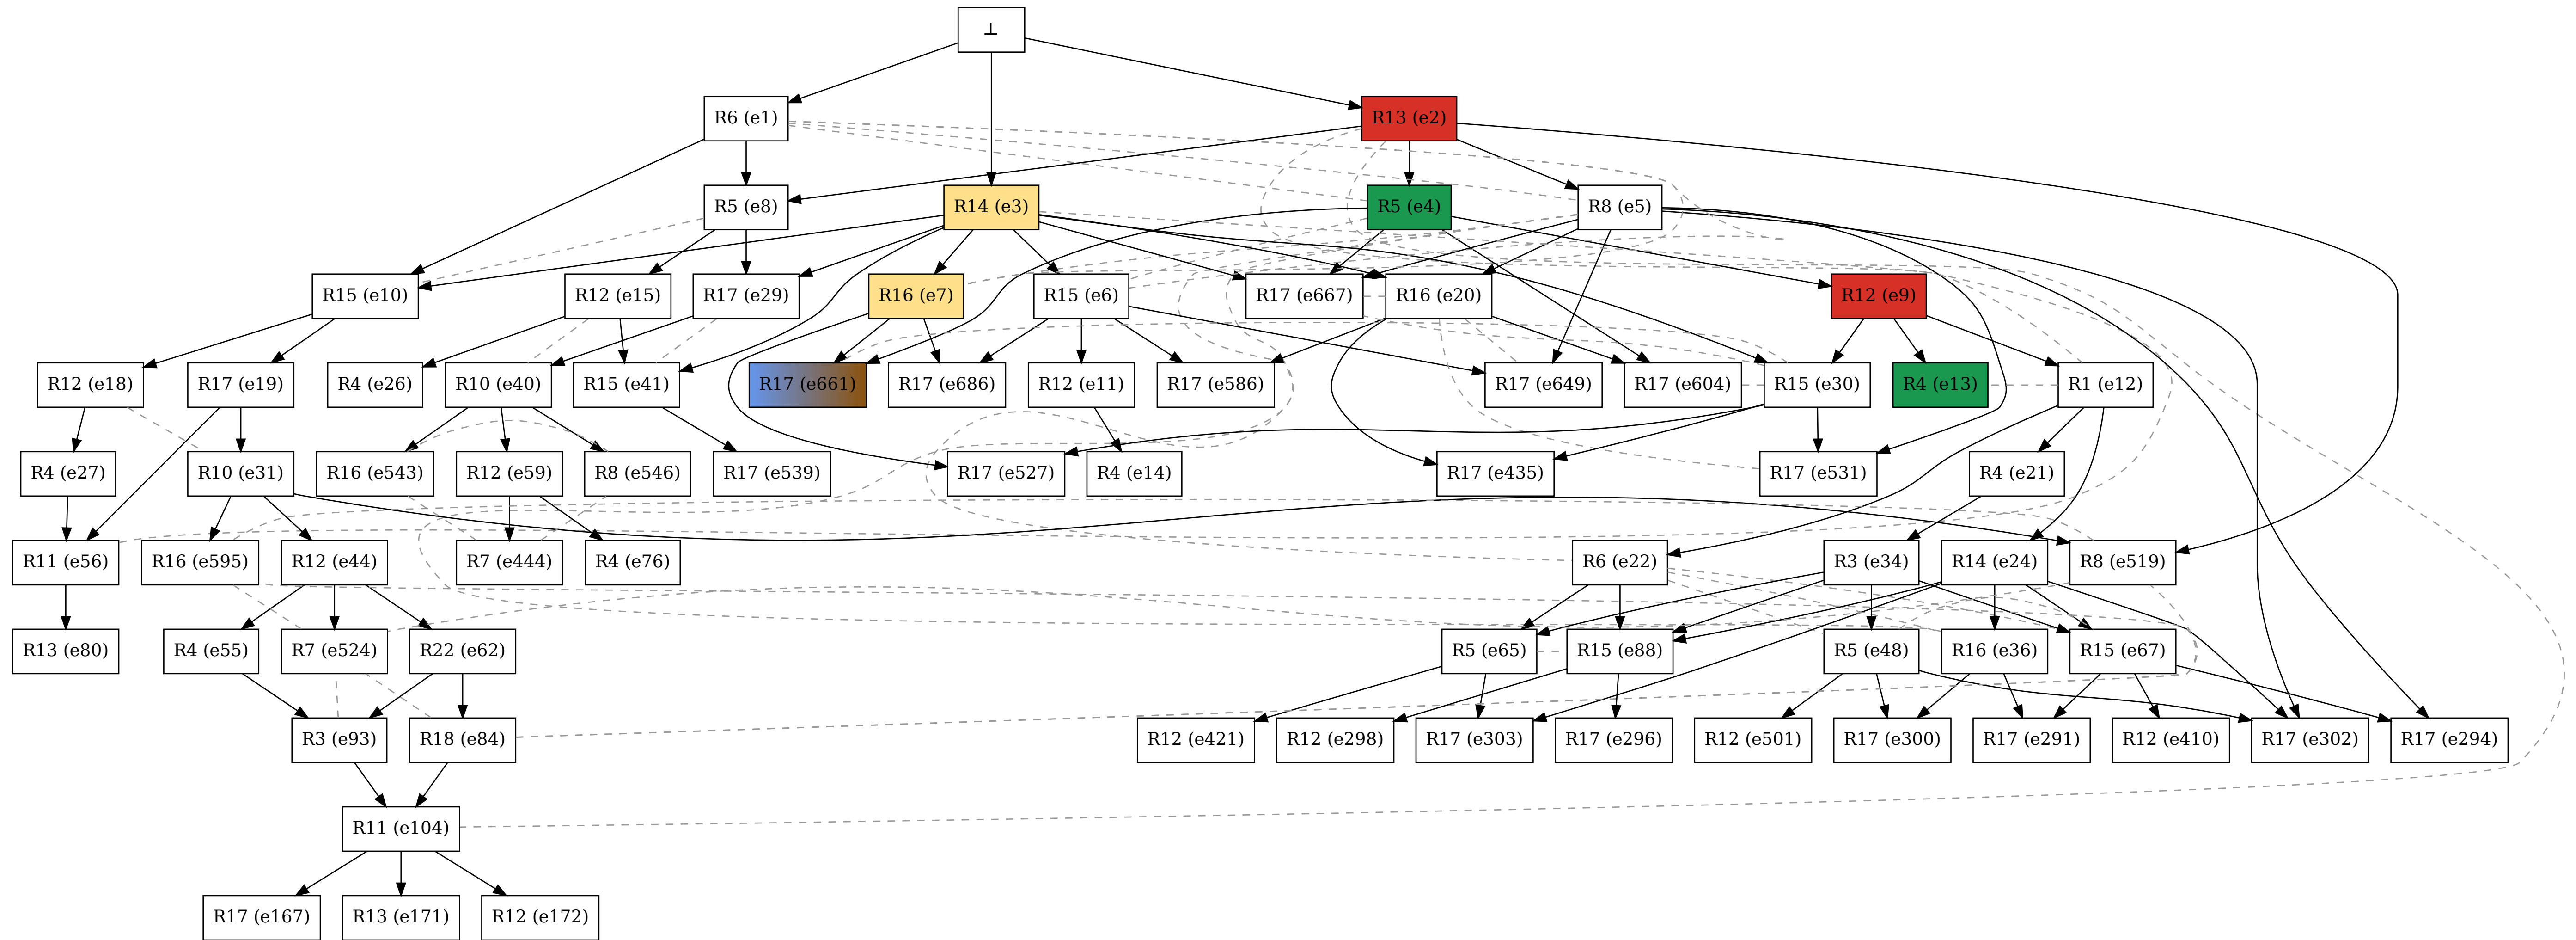 ⊥
R6 (e1)
R13 (e2)
R5 (e8)
R14 (e3)
R5 (e4)
R8 (e5)
R15 (e10)
R12 (e15)
R17 (e29)
R16 (e7)
R15 (e6)
R17 (e667)
R16 (e20)
R12 (e9)
R12 (e18)
R17 (e19)
R4 (e26)
R10 (e40)
R15 (e41)
R17 (e661)
R17 (e686)
R12 (e11)
R17 (e586)
R17 (e649)
R17 (e604)
R15 (e30)
R4 (e13)
R1 (e12)
R4 (e27)
R10 (e31)
R16 (e543)
R12 (e59)
R8 (e546)
R17 (e539)
R17 (e527)
R4 (e14)
R17 (e435)
R17 (e531)
R4 (e21)
R11 (e56)
R16 (e595)
R12 (e44)
R7 (e444)
R4 (e76)
R6 (e22)
R3 (e34)
R14 (e24)
R8 (e519)
R13 (e80)
R4 (e55)
R7 (e524)
R22 (e62)
R5 (e65)
R15 (e88)
R5 (e48)
R16 (e36)
R15 (e67)
R3 (e93)
R18 (e84)
R12 (e421)
R12 (e298)
R17 (e303)
R17 (e296)
R12 (e501)
R17 (e300)
R17 (e291)
R12 (e410)
R17 (e302)
R17 (e294)
R11 (e104)
R17 (e167)
R13 (e171)
R12 (e172)